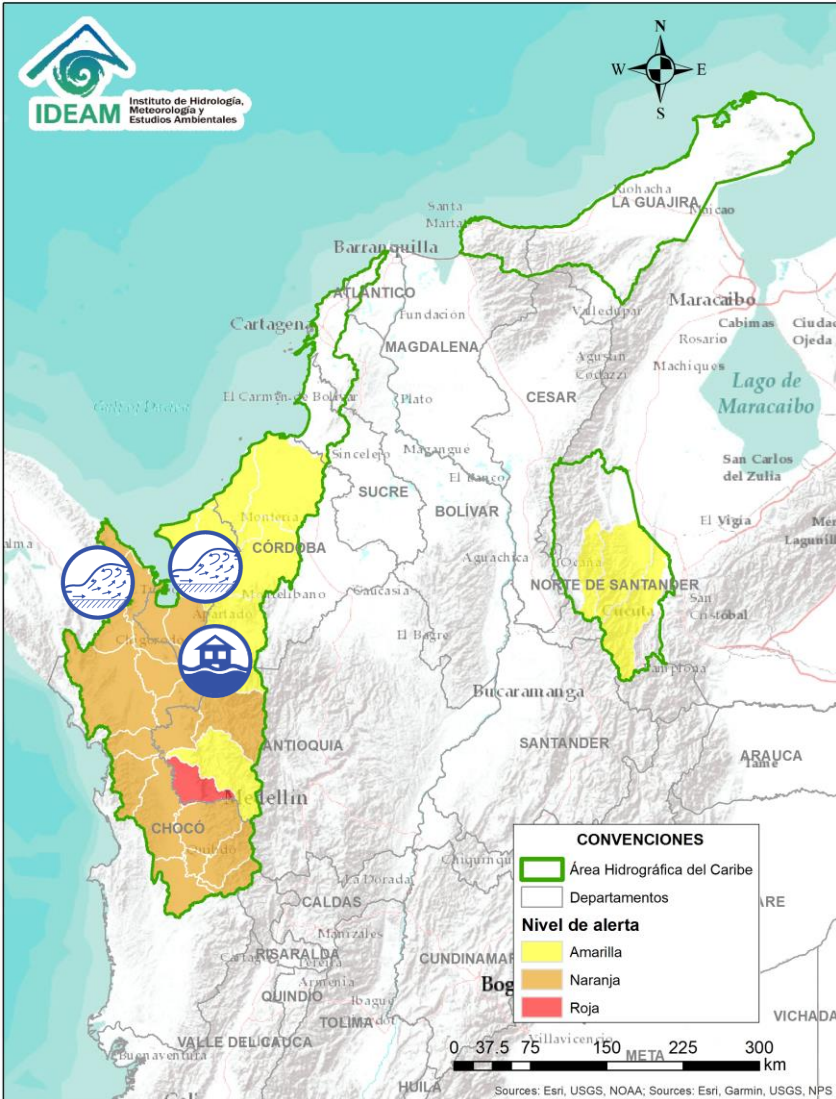 IDEAM
Instituto de Hidrología,
Meteorología y
Estudios Ambientales
N
W
E
S
Riohacha
LA GUAJIRA
Maicao
Santa
Marta
Barranquilla
ATLÁNTICO
Maracaibo
Cabimas
Ciudad
Ojeda
Fundación
Valledupar
Cartagena
MAGDALENA
Rosario
Machiques
Agustín
Codazzi
Lago de
Maracaibo
El Carmen de Bolívar
Plato
CESAR
Sincelejo
Magangue
San Carlos
del Zulia
El Banco
SUCRE
BOLÍVAR
Montería
El Vigía
CÓRDOBA
Aguachica
Ocaña
NORTE DE SANTANDER
Montelibano
Caucasia
San
Cristóbal
Cúcuta
Apartadó
El Bagre
Bucaramanga
ANTIOQUIA
SANTANDER
ARAUCA
Tame
Medellín
CHOCÓ
Quibdó
CONVENCIONES
Área Hidrográfica del Caribe
Departamentos
Nivel de alerta
Amarilla
Naranja
Roja
La Dorada
CALDAS
Manizales
RISARALDA
Pereira
CUNDINAMAR
Armenia
QUINDÍO
Ibagué
Bog
TOLIMA
VICHADA
VALLE DEL CAUCA
Villavicencio
Buenaventura
META
HUILA
0 37.5 75 150 225 300
km
Sources: Esri, USGS, NOAA; Sources: Esri, Garmin, USGS, NPS